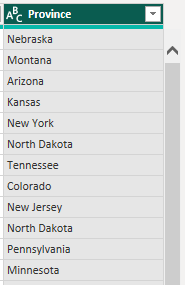 ABC Province
Nebraska
Montana
Arizona
Kansas
New York
North Dakota
Tennessee
Colorado
New Jersey
North Dakota
Pennsylvania
Minnesota